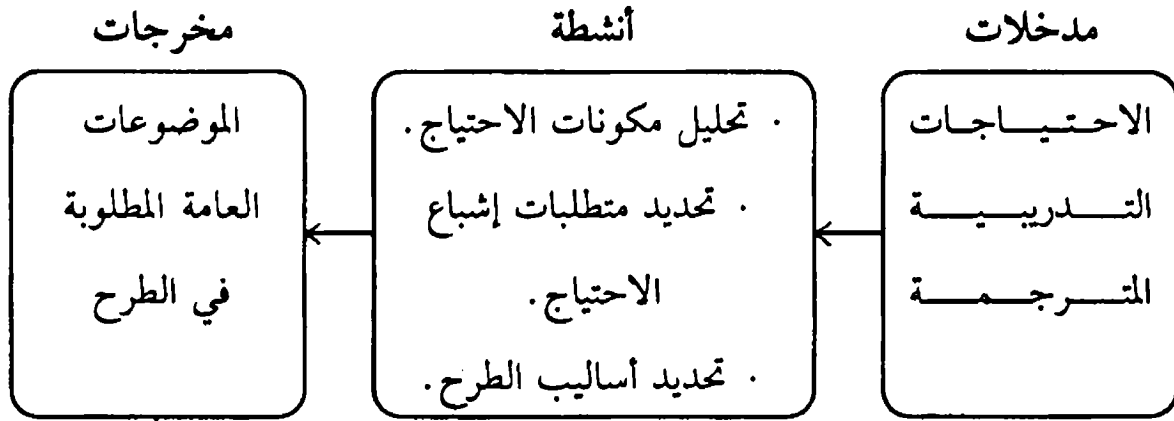 مدخلات
أنشطة
مخرجات
الاحتياجات
التدريبية
المترجمة
· تحليل مكونات الاحتياج.
· تحديد متطلبات إشباع
الاحتياج.
· تحديد أساليب الطرح.
الموضوعات
العامة المطلوبة
في الطرح